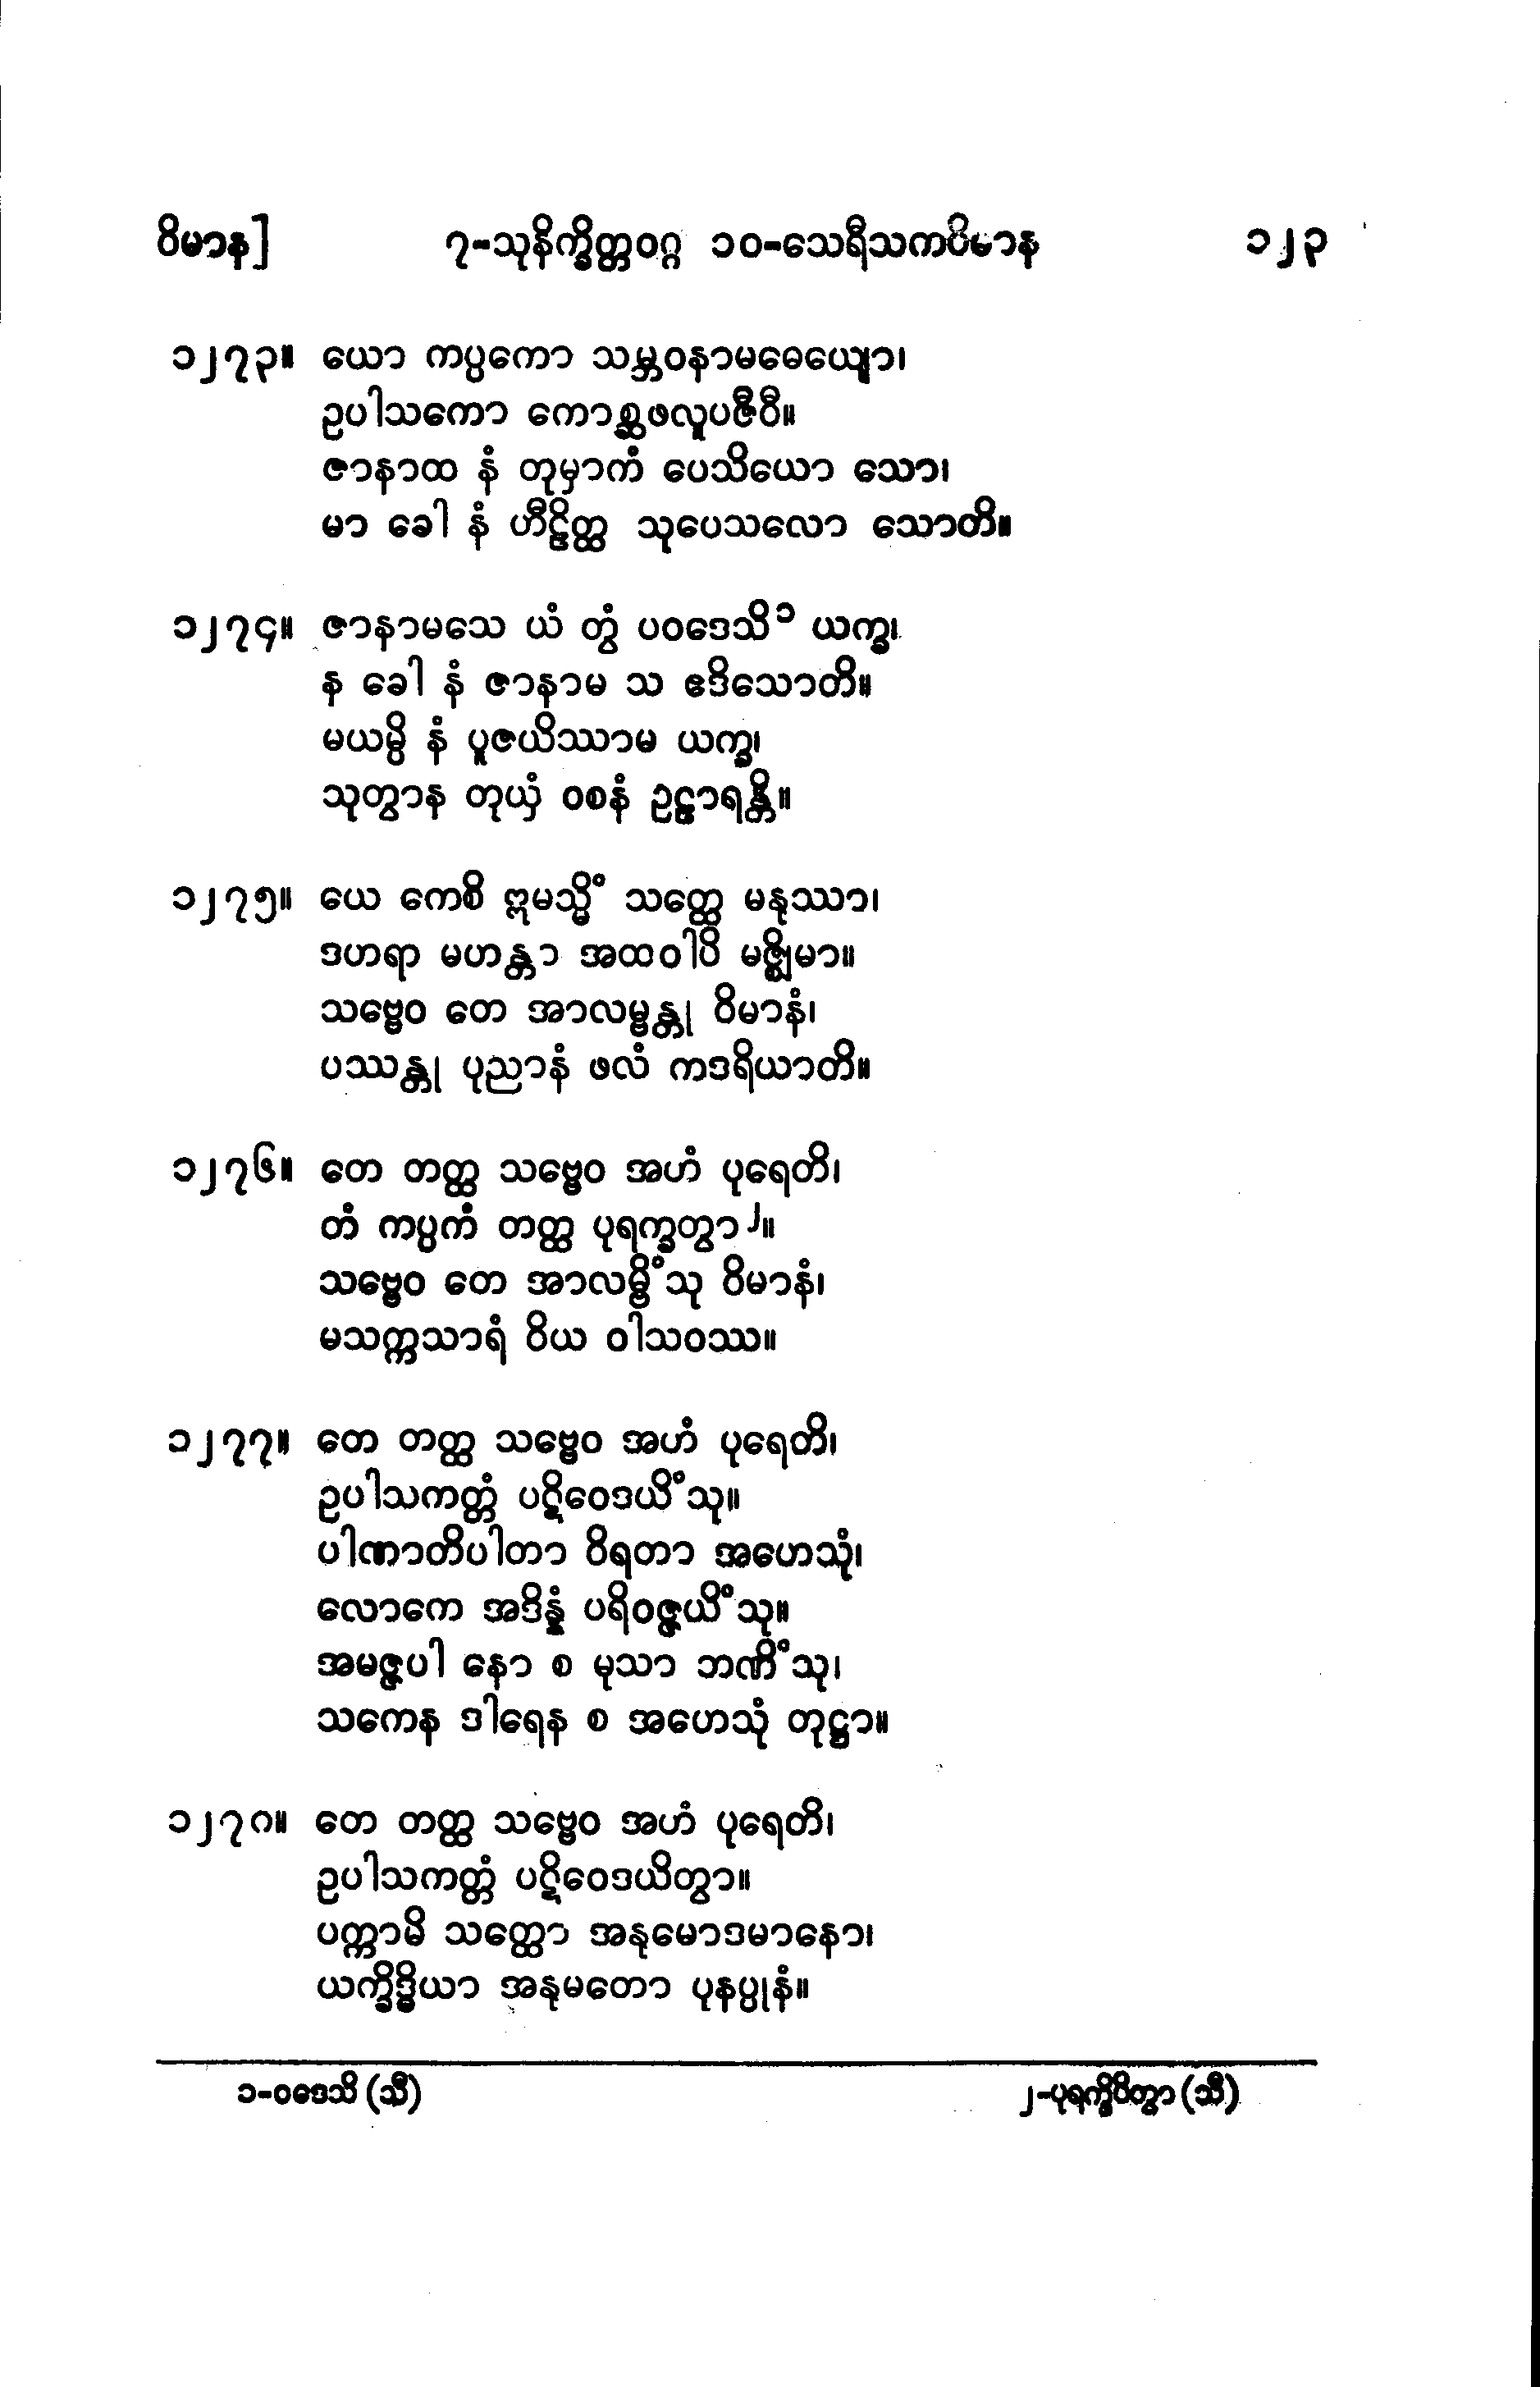 ဝိမာန]	၇-သုနိက္ခိတ္တဝဂ္ဂ ၁၀-သေရီသကဝိမာန	၁၂၃
၁၂၇၃။ ယော ကပ္ပကော သမ္ဘဝနာမဓေယျော၊
ဥပါသကော ကောစ္ဆဖလူပဇီဝီ။
ဇာနာထ နံ တုမှာကံ ပေသိယော သော၊
မာ ခေါ နံ ဟီဠိတ္ထ သုပေသလော သောတိ။
၁၂၇၄။ ဇာနာမသေ ယံ တွံ ပဝဒေသိ၁ ယက္ခ၊
န ခေါ နံ ဇာနာမ သ ဧဒိသောတိ။
မယမ္ပိ နံ ပူဇယိဿာမ ယက္ခ၊
သုတွာန တုယှံ ဝစနံ ဥဠာရန္တိ။
၁၂၇၅။ ယေ ကေစိ ဣမသ္မိံ သတ္ထေ မနုဿာ၊
ဒဟရာ မဟန္တာ အထဝါပိ မဇ္ဈိမာ။
သဗ္ဗေဝ တေ အာလမ္ဗန္တု ဝိမာနံ၊
ပဿန္တု ပုညာနံ ဖလံ ကဒရိယာတိ။
၁၂၇၆။ တေ တတ္ထ သဗ္ဗေဝ အဟံ ပုရေတိ၊
တံ ကပ္ပကံ တတ္ထ ပုရက္ခတွာ၂။
သဗ္ဗေဝ တေ အာလမ္ဗိံသု ဝိမာနံ၊
မသက္ကသာရံ ဝိယ ဝါသဝဿ။
၁၂၇၇။ တေ တတ္ထ သဗ္ဗေဝ အဟံ ပုရေတိ၊
ဥပါသကတ္တံ ပဋိဝေဒယိံသု။
ပါဏာတိပါတာ ဝိရတာ အဟေသုံ၊
လောကေ အဒိန္နံ ပရိဝဇ္ဇယိံသု။
အမဇ္ဇပါ နော စ မုသာ ဘဏိံသု၊
သကေန ဒါရေန စ အဟေသုံ တုဋ္ဌာ။
၁၂၇၈။ တေ တတ္ထ သဗ္ဗေဝ အဟံ ပုရေတိ၊
ဥပါသကတ္တံ ပဋိဝေဒယိတွာ။
ပက္ကာမိ သတ္ထော အနုမောဒမာနော၊
ယက္ခိဒ္ဓိယာ အနုမတော ပုနပ္ပုနံ။
၁-ဝဒေသိ (သီ)	၂-ပုရက္ခိပိတွာ (သီ)